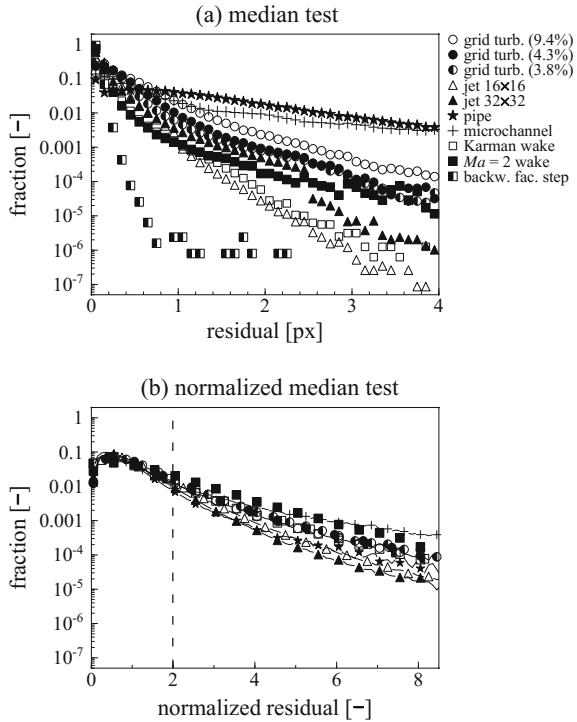 (a) median test
1
0.1
0.01
0.001
10⁻⁴
10⁻⁵
10⁻⁶
10⁻⁷
fraction [−]
0 1 2 3 4
residual [px]
grid turb. (9.4%)
grid turb. (4.3%)
grid turb. (3.8%)
jet 16×16
jet 32×32
pipe
microchannel
Karman wake
Ma = 2 wake
backw. fac. step
(b) normalized median test
1
0.1
0.01
0.001
10⁻⁴
10⁻⁵
10⁻⁶
10⁻⁷
fraction [−]
0 2 4 6 8
normalized residual [−]